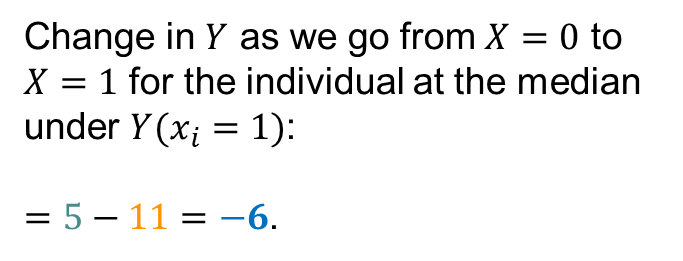 Change in Y as we go from X = 0 to
X = 1 for the individual at the median
under Y(xᵢ = 1):
= 5 − 11 = −6.